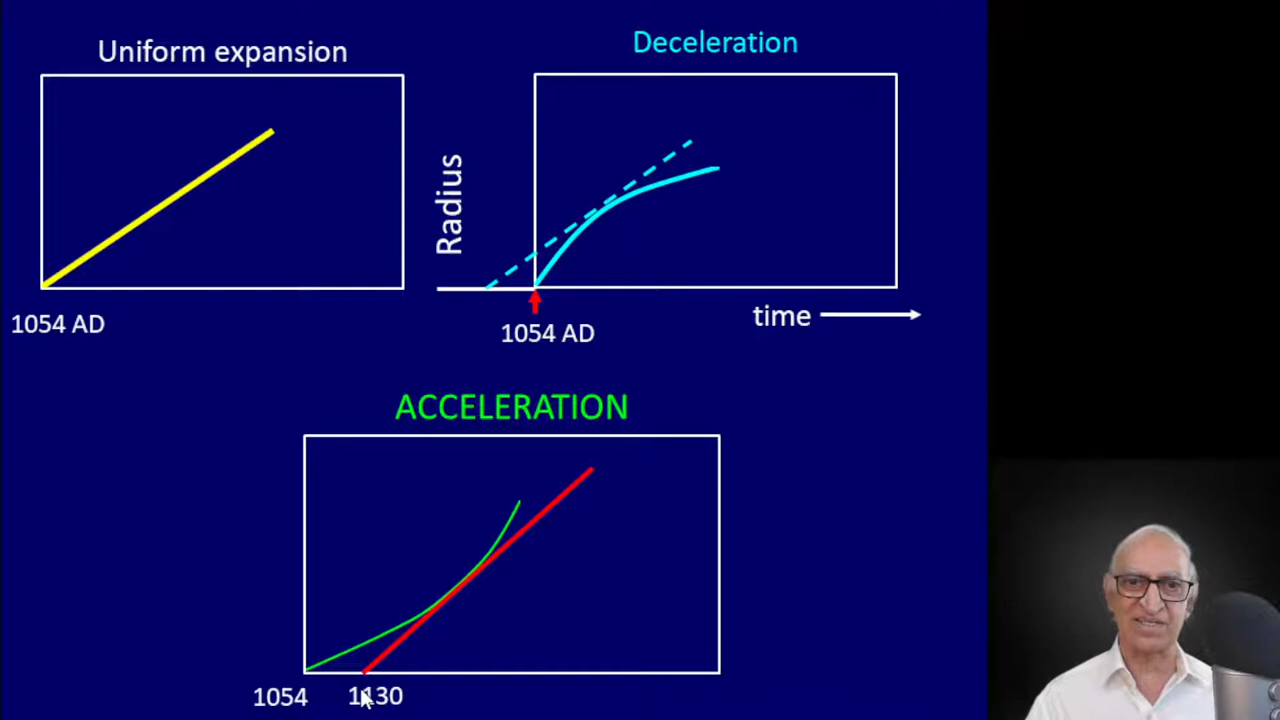 Uniform expansion
1054 AD
Deceleration
Radius
1054 AD
time
ACCELERATION
1054
1130